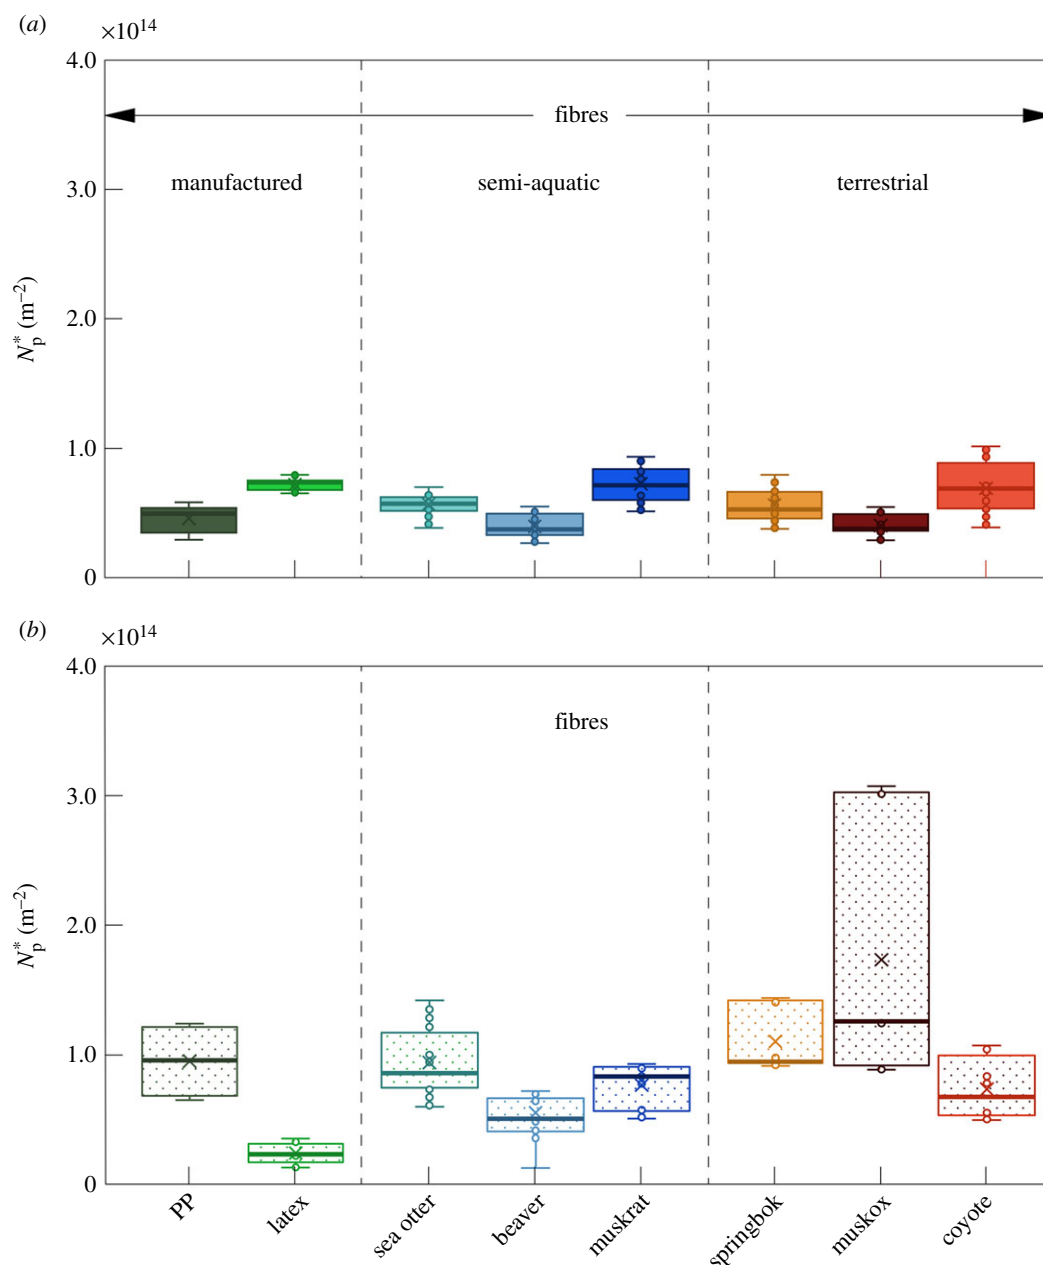 (a)
×10¹⁴
4.0
fibres
manufactured semi-aquatic terrestrial
3.0
2.0
N*p (m⁻²)
1.0
0
(b)
×10¹⁴
4.0
fibres
3.0
2.0
N*p (m⁻²)
1.0
0
PP latex sea otter beaver muskrat springbok muskox coyote